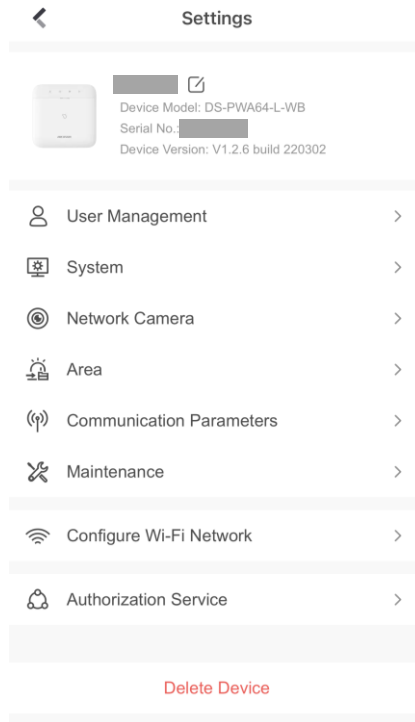 Settings
Device Model: DS-PWA64-L-WB
Serial No.:
Device Version: V1.2.6 build 220302
User Management
System
Network Camera
Area
Communication Parameters
Maintenance
Configure Wi-Fi Network
Authorization Service
Delete Device